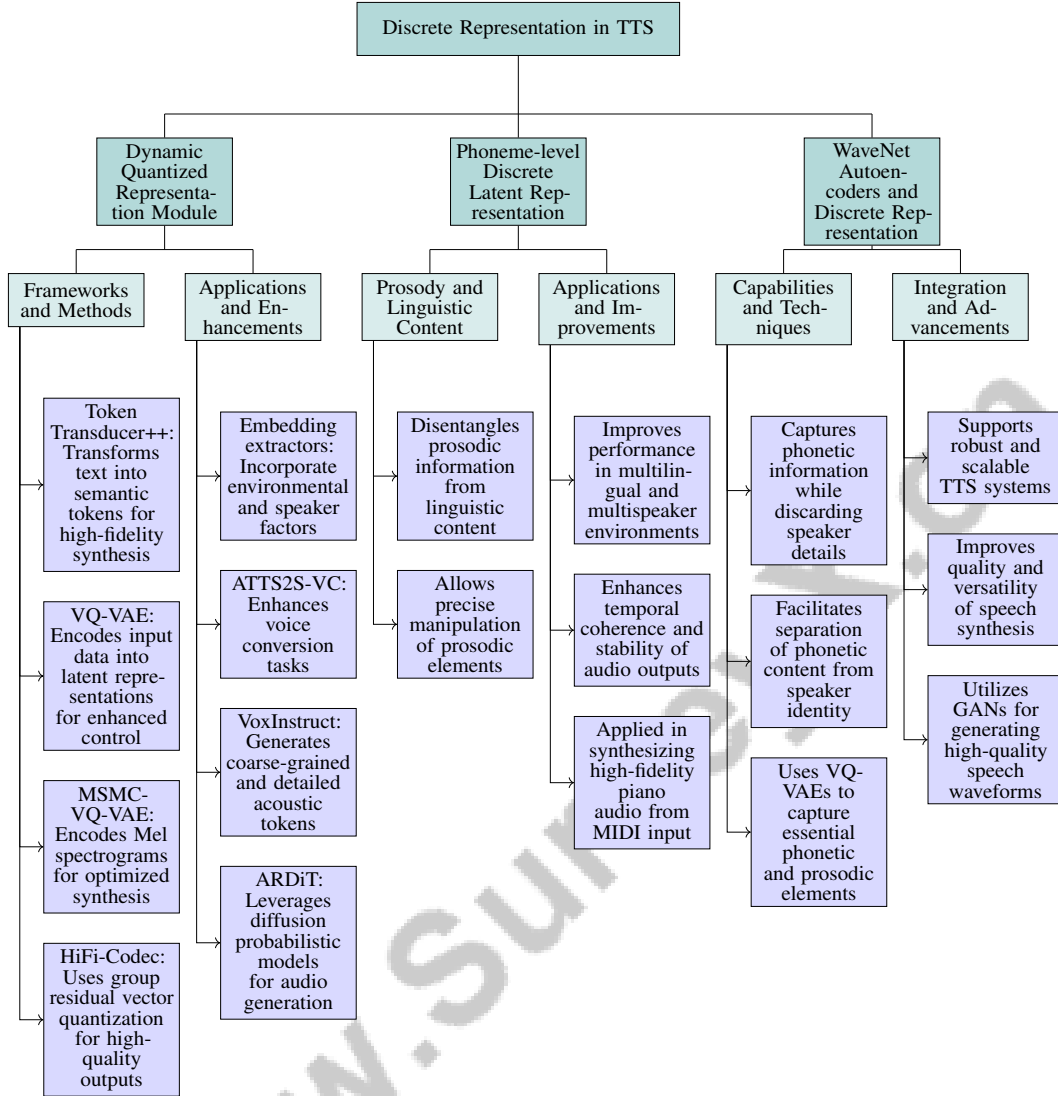 Discrete Representation in TTS
Dynamic
Quantized
Representa-
tion Module
Phoneme-level
Discrete
Latent Rep-
resentation
WaveNet
Autoen-
coders and
Discrete Rep-
resentation
Frameworks
and Methods
Applications
and En-
hancements
Prosody and
Linguistic
Content
Applications
and Im-
provements
Capabilities
and Tech-
niques
Integration
and Ad-
vancements
Token
Transducer++:
Transforms
text into
semantic
tokens for
high-fidelity
synthesis
VQ-VAE:
Encodes input
data into
latent repre-
sentations
for enhanced
control
MSMC-
VQ-VAE:
Encodes Mel
spectrograms
for optimized
synthesis
HiFi-Codec:
Uses group
residual vector
quantization
for high-
quality
outputs
Embedding
extractors:
Incorporate
environmental
and speaker
factors
ATTS2S-VC:
Enhances
voice
conversion
tasks
VoxInstruct:
Generates
coarse-grained
and detailed
acoustic
tokens
ARDiT:
Leverages
diffusion
probabilistic
models
for audio
generation
Disentangles
prosodic
information
from
linguistic
content
Allows
precise
manipulation
of prosodic
elements
Improves
performance
in multilin-
gual and
multispeaker
environments
Enhances
temporal
coherence and
stability of
audio outputs
Applied in
synthesizing
high-fidelity
piano
audio from
MIDI input
Captures
phonetic
information
while
discarding
speaker
details
Facilitates
separation
of phonetic
content from
speaker
identity
Uses VQ-
VAEs to
capture
essential
phonetic
and prosodic
elements
Supports
robust and
scalable
TTS systems
Improves
quality and
versatility
of speech
synthesis
Utilizes
GANs for
generating
high-quality
speech
waveforms